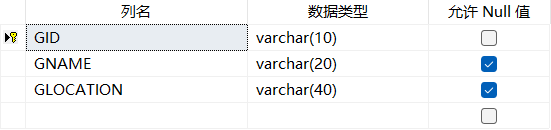 列名 数据类型 允许 Null 值
GID varchar(10)
GNAME varchar(20)
GLOCATION varchar(40)